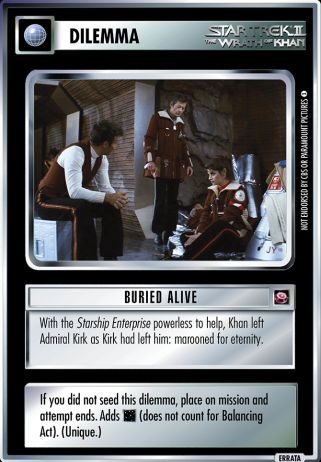 DILEMMA
STAR TREK II
THE WRATH OF KHAN
NOT ENDORSED BY CBS OR PARAMOUNT PICTURES
JY
BURIED ALIVE
With the Starship Enterprise powerless to help, Khan left
Admiral Kirk as Kirk had left him: marooned for eternity.
If you did not seed this dilemma, place on mission and
attempt ends. Adds (does not count for Balancing
Act). (Unique.)
ERRATA